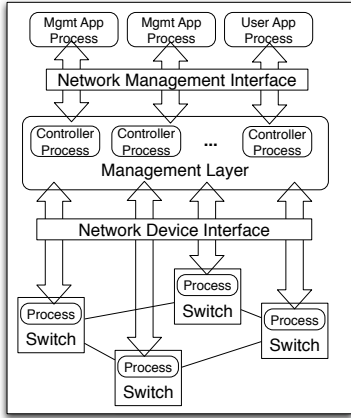 Mgmt App Process
Mgmt App Process
User App Process
Network Management Interface
Controller Process
Controller Process
...
Controller Process
Management Layer
Network Device Interface
Process
Switch
Process
Switch
Process
Switch
Process
Switch